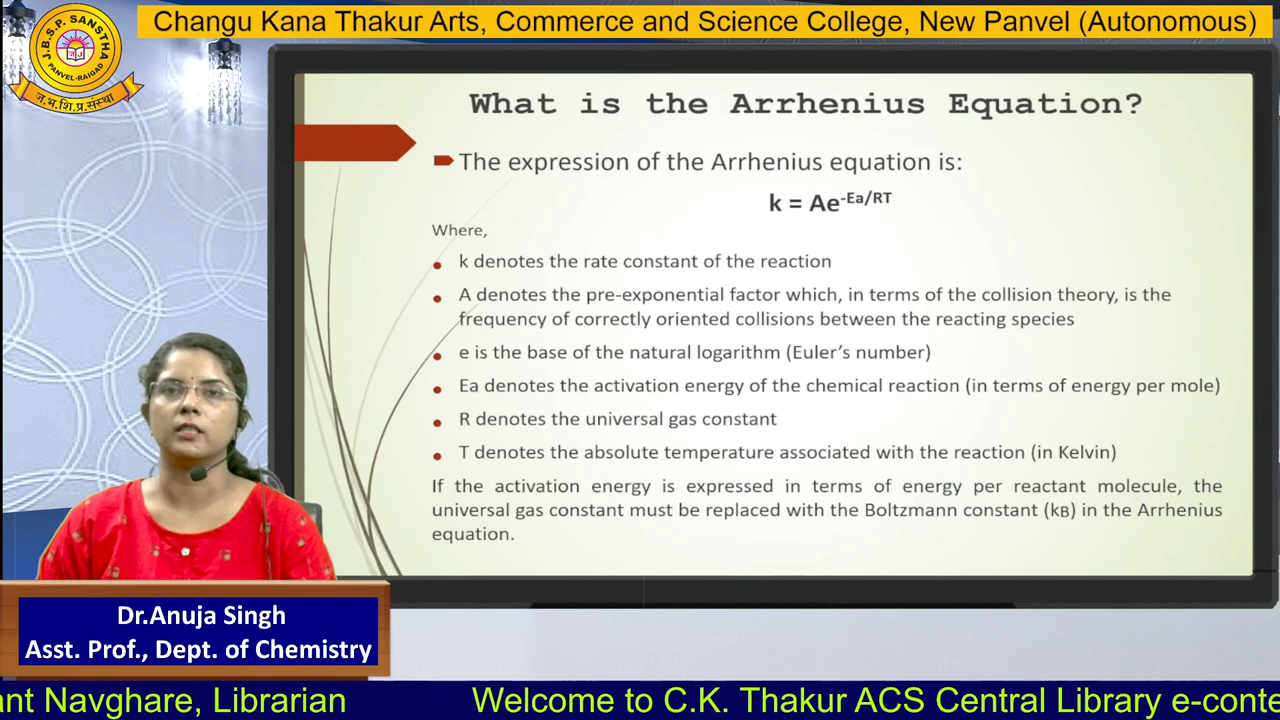 Changu Kana Thakur Arts, Commerce and Science College, New Panvel (Autonomous)
J.B.S.P. SANSTHA
PANVEL-RAIGAD
ज.भ.शि.प्र.संस्था
What is the Arrhenius Equation?
The expression of the Arrhenius equation is:
k = Ae^-Ea/RT
Where,
k denotes the rate constant of the reaction
A denotes the pre-exponential factor which, in terms of the collision theory, is the
frequency of correctly oriented collisions between the reacting species
e is the base of the natural logarithm (Euler’s number)
Ea denotes the activation energy of the chemical reaction (in terms of energy per mole)
R denotes the universal gas constant
T denotes the absolute temperature associated with the reaction (in Kelvin)
If the activation energy is expressed in terms of energy per reactant molecule, the
universal gas constant must be replaced with the Boltzmann constant (kB) in the Arrhenius
equation.
Dr.Anuja Singh
Asst. Prof., Dept. of Chemistry
ant Navghare, Librarian Welcome to C.K. Thakur ACS Central Library e-conte